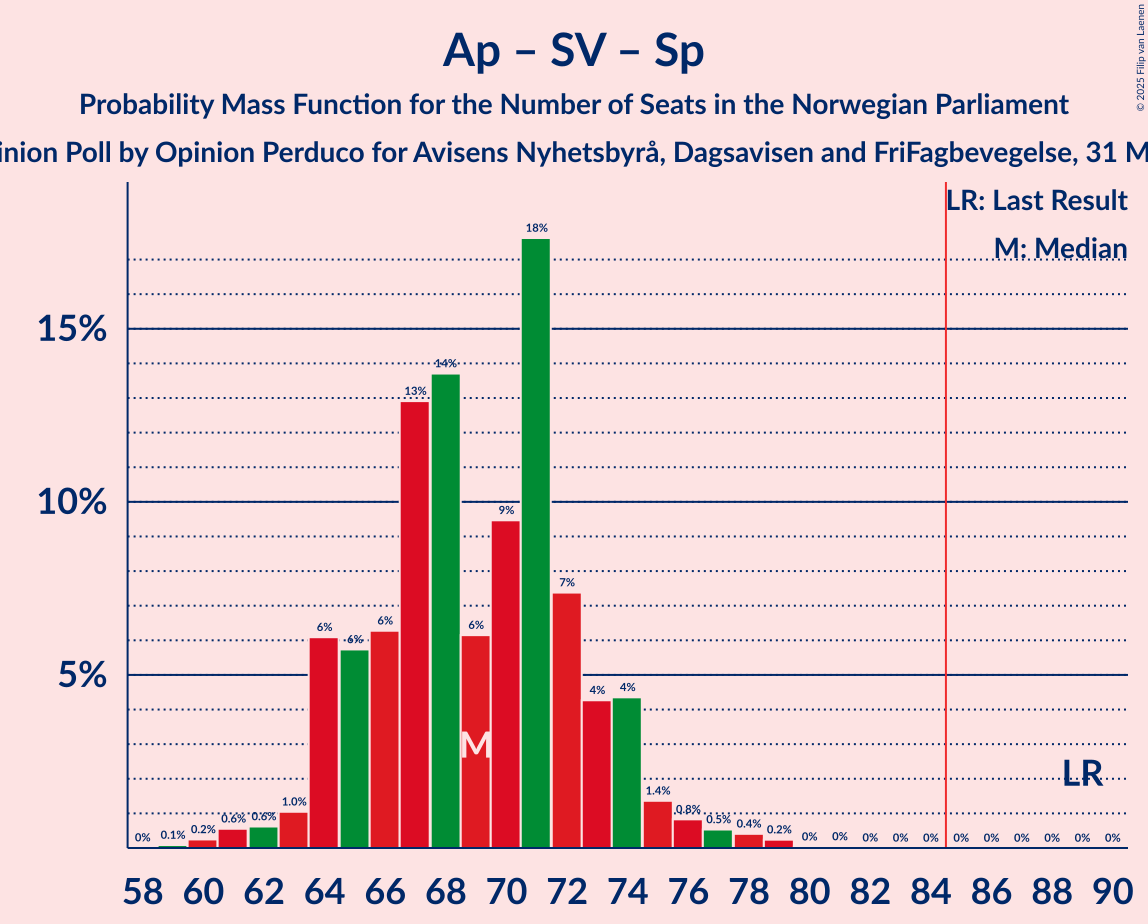 © 2025 Filip van Laenen
Ap – SV – Sp
Probability Mass Function for the Number of Seats in the Norwegian Parliament
inion Poll by Opinion Perduco for Avisens Nyhetsbyrå, Dagsavisen and FriFagbevegelse, 31 M
LR: Last Result
M: Median
15%
10%
5%
0% 0.1% 0.2% 0.6% 0.6% 1.0% 6% 6% 6% 13% 14% 6% 9% 18% 7% 4% 4% 1.4% 0.8% 0.5% 0.4% 0.2% 0% 0% 0% 0% 0% 0% 0% 0% 0% 0% 0%
M
LR
58 60 62 64 66 68 70 72 74 76 78 80 82 84 86 88 90